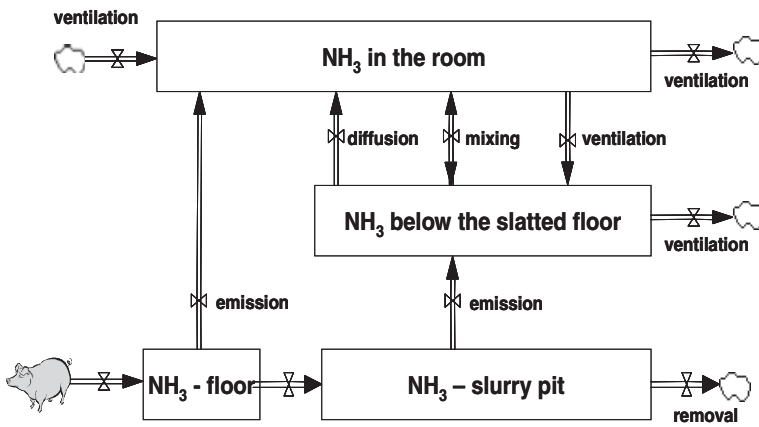 ventilation
NH₃ in the room
ventilation
diffusion
mixing
ventilation
NH₃ below the slatted floor
ventilation
emission
emission
NH₃ - floor
NH₃ – slurry pit
removal